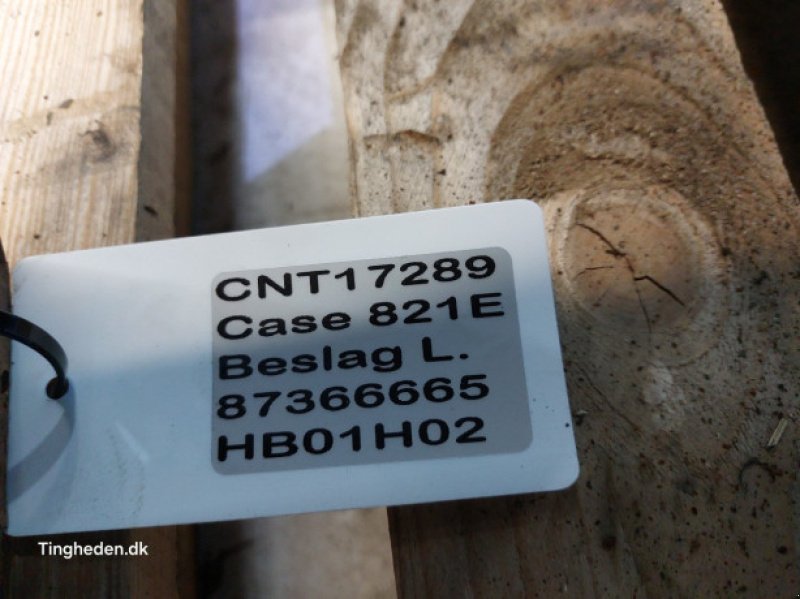 CNT17289
Case 821E
Beslag L.
87366665
HB01H02
Tingheden.dk